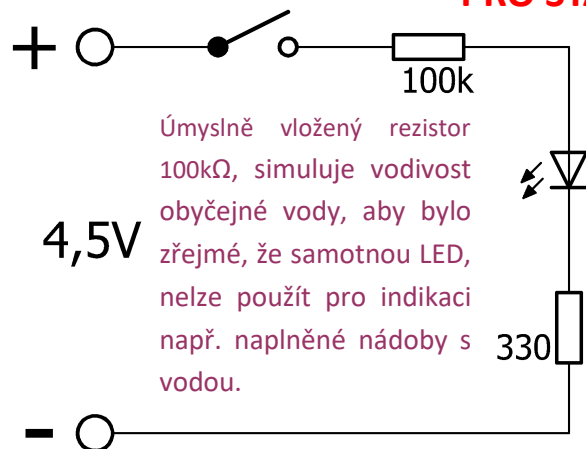 +
100k
Úmyslně vložený rezistor
100kΩ, simuluje vodivost
obyčejné vody, aby bylo
zřejmé, že samotnou LED,
nelze použít pro indikaci
např. naplněné nádoby s
vodou.
4,5V
330
-